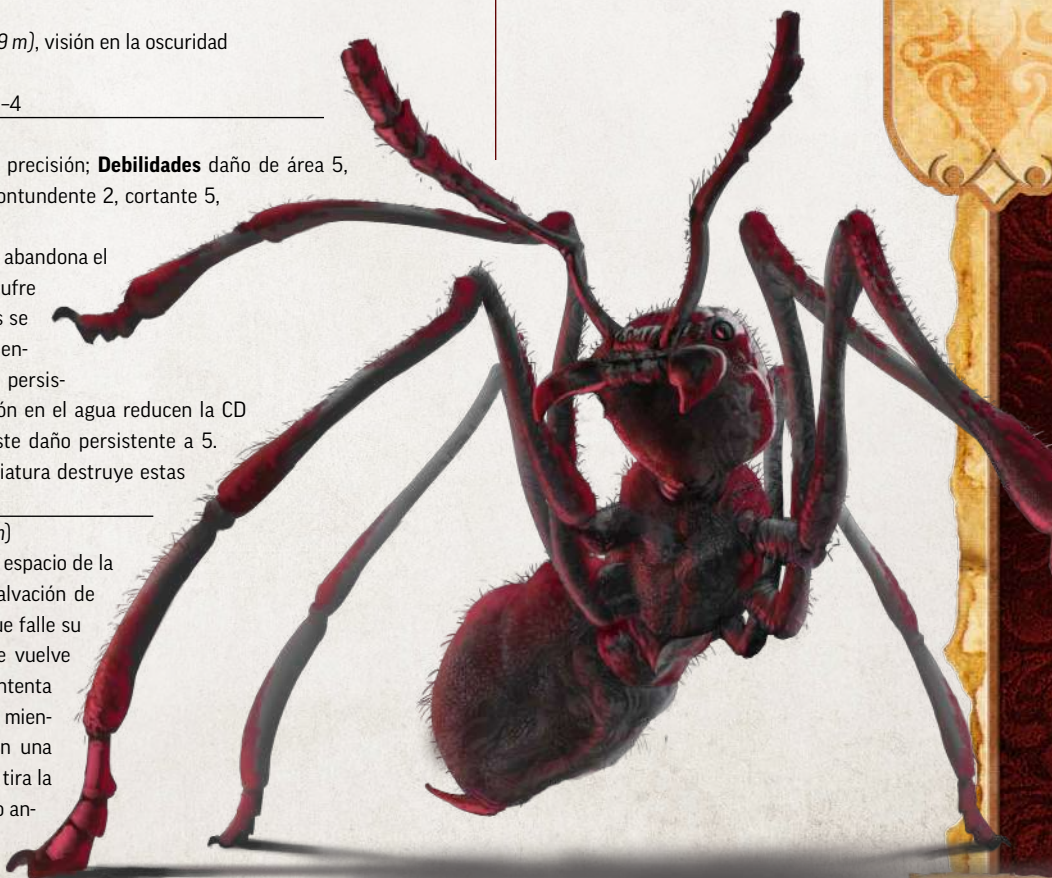 9 m), visión en la oscuridad
–4
precisión; Debilidades daño de área 5,
ontundente 2, cortante 5,
abandona el
ufre
s se
en-
persis-
ón en el agua reducen la CD
ste daño persistente a 5.
iatura destruye estas
)
espacio de la
alvación de
ue falle su
e vuelve
ntenta
mien-
n una
tira la
o an-